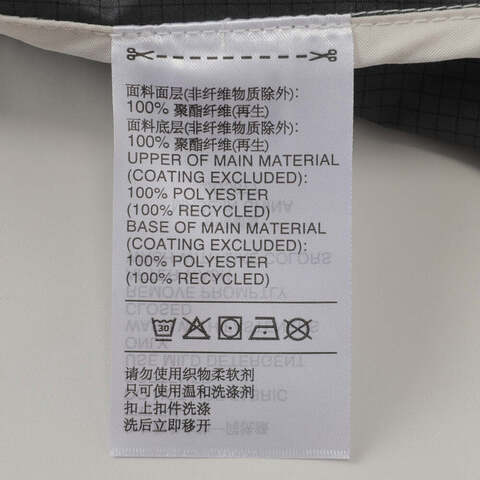 面料面层(非纤维物质除外):
100% 聚酯纤维(再生)
面料底层(非纤维物质除外):
100% 聚酯纤维(再生)
UPPER OF MAIN MATERIAL
(COATING EXCLUDED):
100% POLYESTER
(100% RECYCLED)
BASE OF MAIN MATERIAL
(COATING EXCLUDED):
100% POLYESTER
(100% RECYCLED)
30
请勿使用织物柔软剂
只可使用温和洗涤剂
扣上扣件洗涤
洗后立即移开